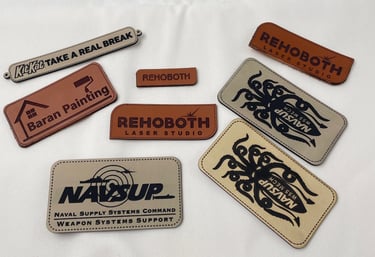 KitKat TAKE A REAL BREAK
Baran Painting
REHOBOTH
REHOBOTH
LASER STUDIO
REHOBOTH
LASER STUDIO
NAVSUP
NAVSUP
NAVSUP
NAVAL SUPPLY SYSTEMS COMMAND
WEAPON SYSTEMS SUPPORT